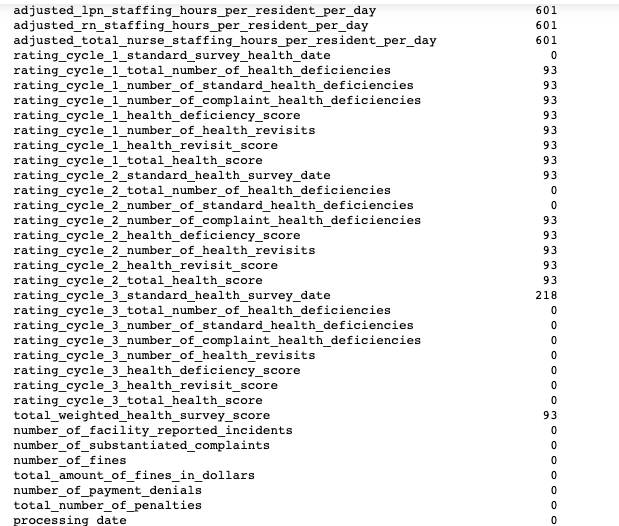 adjusted_lpn_staffing_hours_per_resident_per_day 601
adjusted_rn_staffing_hours_per_resident_per_day 601
adjusted_total_nurse_staffing_hours_per_resident_per_day 601
rating_cycle_1_standard_survey_health_date 0
rating_cycle_1_total_number_of_health_deficiencies 93
rating_cycle_1_number_of_standard_health_deficiencies 93
rating_cycle_1_number_of_complaint_health_deficiencies 93
rating_cycle_1_health_deficiency_score 93
rating_cycle_1_number_of_health_revisits 93
rating_cycle_1_health_revisit_score 93
rating_cycle_1_total_health_score 93
rating_cycle_2_standard_health_survey_date 93
rating_cycle_2_total_number_of_health_deficiencies 0
rating_cycle_2_number_of_standard_health_deficiencies 0
rating_cycle_2_number_of_complaint_health_deficiencies 93
rating_cycle_2_health_deficiency_score 93
rating_cycle_2_number_of_health_revisits 93
rating_cycle_2_health_revisit_score 93
rating_cycle_2_total_health_score 93
rating_cycle_3_standard_health_survey_date 218
rating_cycle_3_total_number_of_health_deficiencies 0
rating_cycle_3_number_of_standard_health_deficiencies 0
rating_cycle_3_number_of_complaint_health_deficiencies 0
rating_cycle_3_number_of_health_revisits 0
rating_cycle_3_health_deficiency_score 0
rating_cycle_3_health_revisit_score 0
rating_cycle_3_total_health_score 0
total_weighted_health_survey_score 93
number_of_facility_reported_incidents 0
number_of_substantiated_complaints 0
number_of_fines 0
total_amount_of_fines_in_dollars 0
number_of_payment_denials 0
total_number_of_penalties 0
processing_date 0